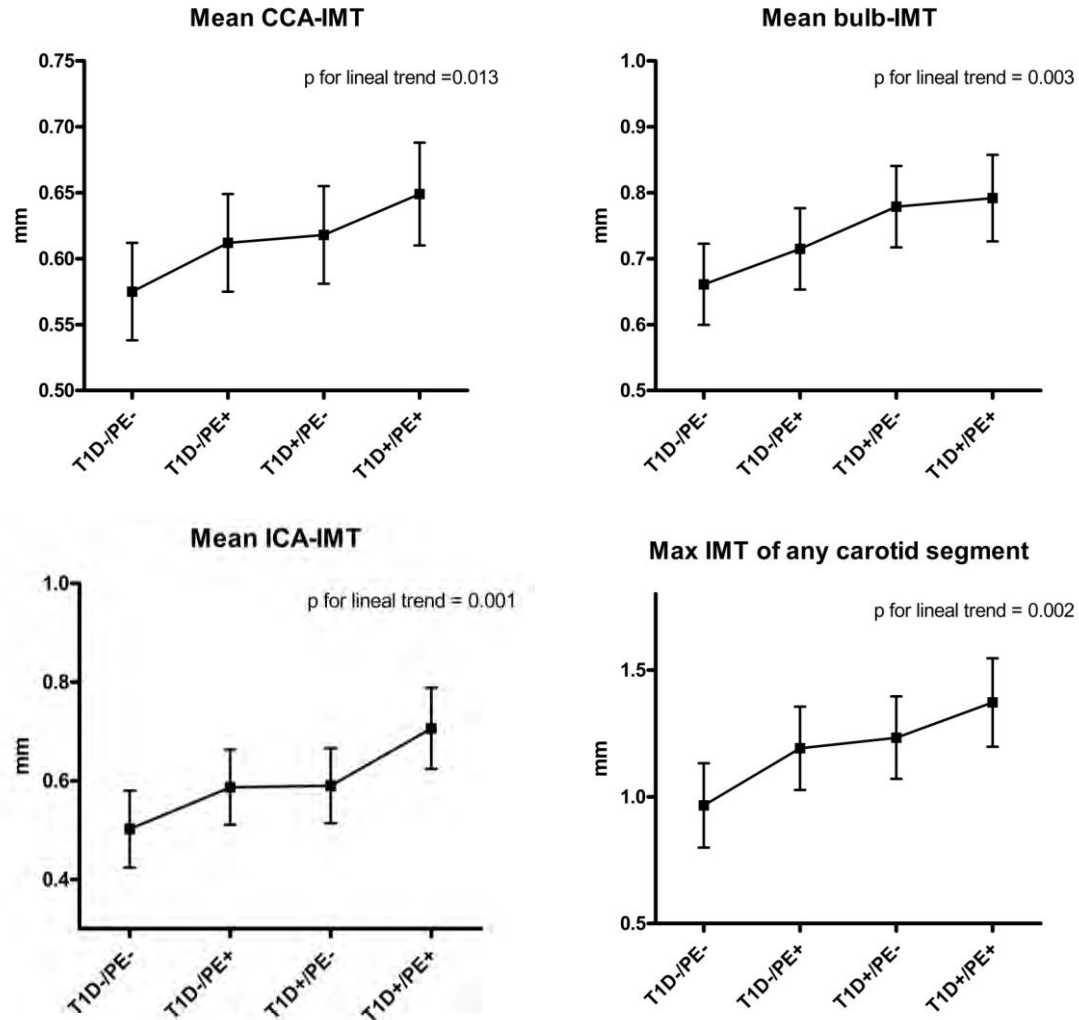 Mean CCA-IMT
p for lineal trend =0.013
0.75
0.70
0.65
0.60
0.55
0.50
mm
T1D-/PE-
T1D-/PE+
T1D+/PE-
T1D+/PE+
Mean bulb-IMT
p for lineal trend = 0.003
1.0
0.9
0.8
0.7
0.6
0.5
mm
T1D-/PE-
T1D-/PE+
T1D+/PE-
T1D+/PE+
Mean ICA-IMT
p for lineal trend = 0.001
1.0
0.8
0.6
0.4
mm
T1D-/PE-
T1D-/PE+
T1D+/PE-
T1D+/PE+
Max IMT of any carotid segment
p for lineal trend = 0.002
1.5
1.0
0.5
mm
T1D-/PE-
T1D-/PE+
T1D+/PE-
T1D+/PE+